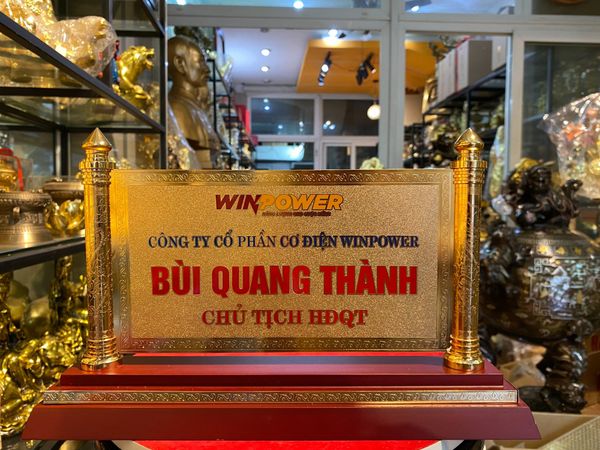 WINPOWER
CÔNG TY CỔ PHẦN CƠ ĐIỆN WINPOWER
BÙI QUANG THÀNH
CHỦ TỊCH HĐQT